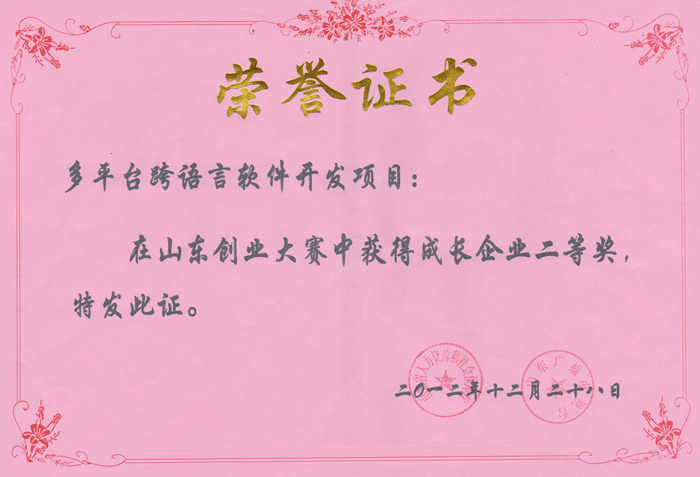 荣誉证书
多平台跨语言软件开发项目：
在山东创业大赛中获得成长企业二等奖，
特发此证。
二〇一二年十二月二十八日